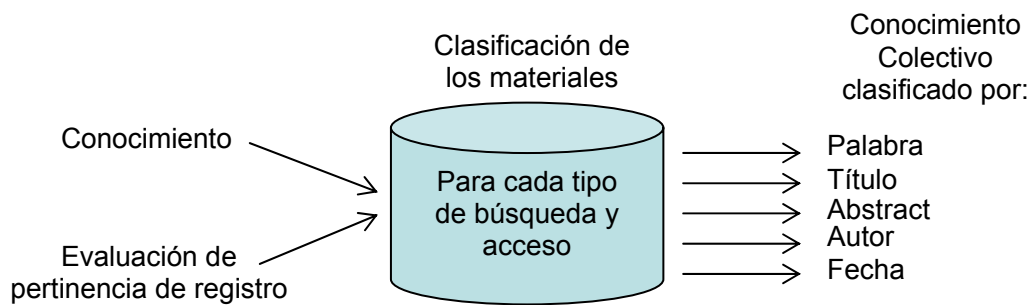 Clasificación de
los materiales
Conocimiento
Colectivo
clasificado por:
Conocimiento
Evaluación de
pertinencia de registro
Para cada tipo
de búsqueda y
acceso
Palabra
Título
Abstract
Autor
Fecha